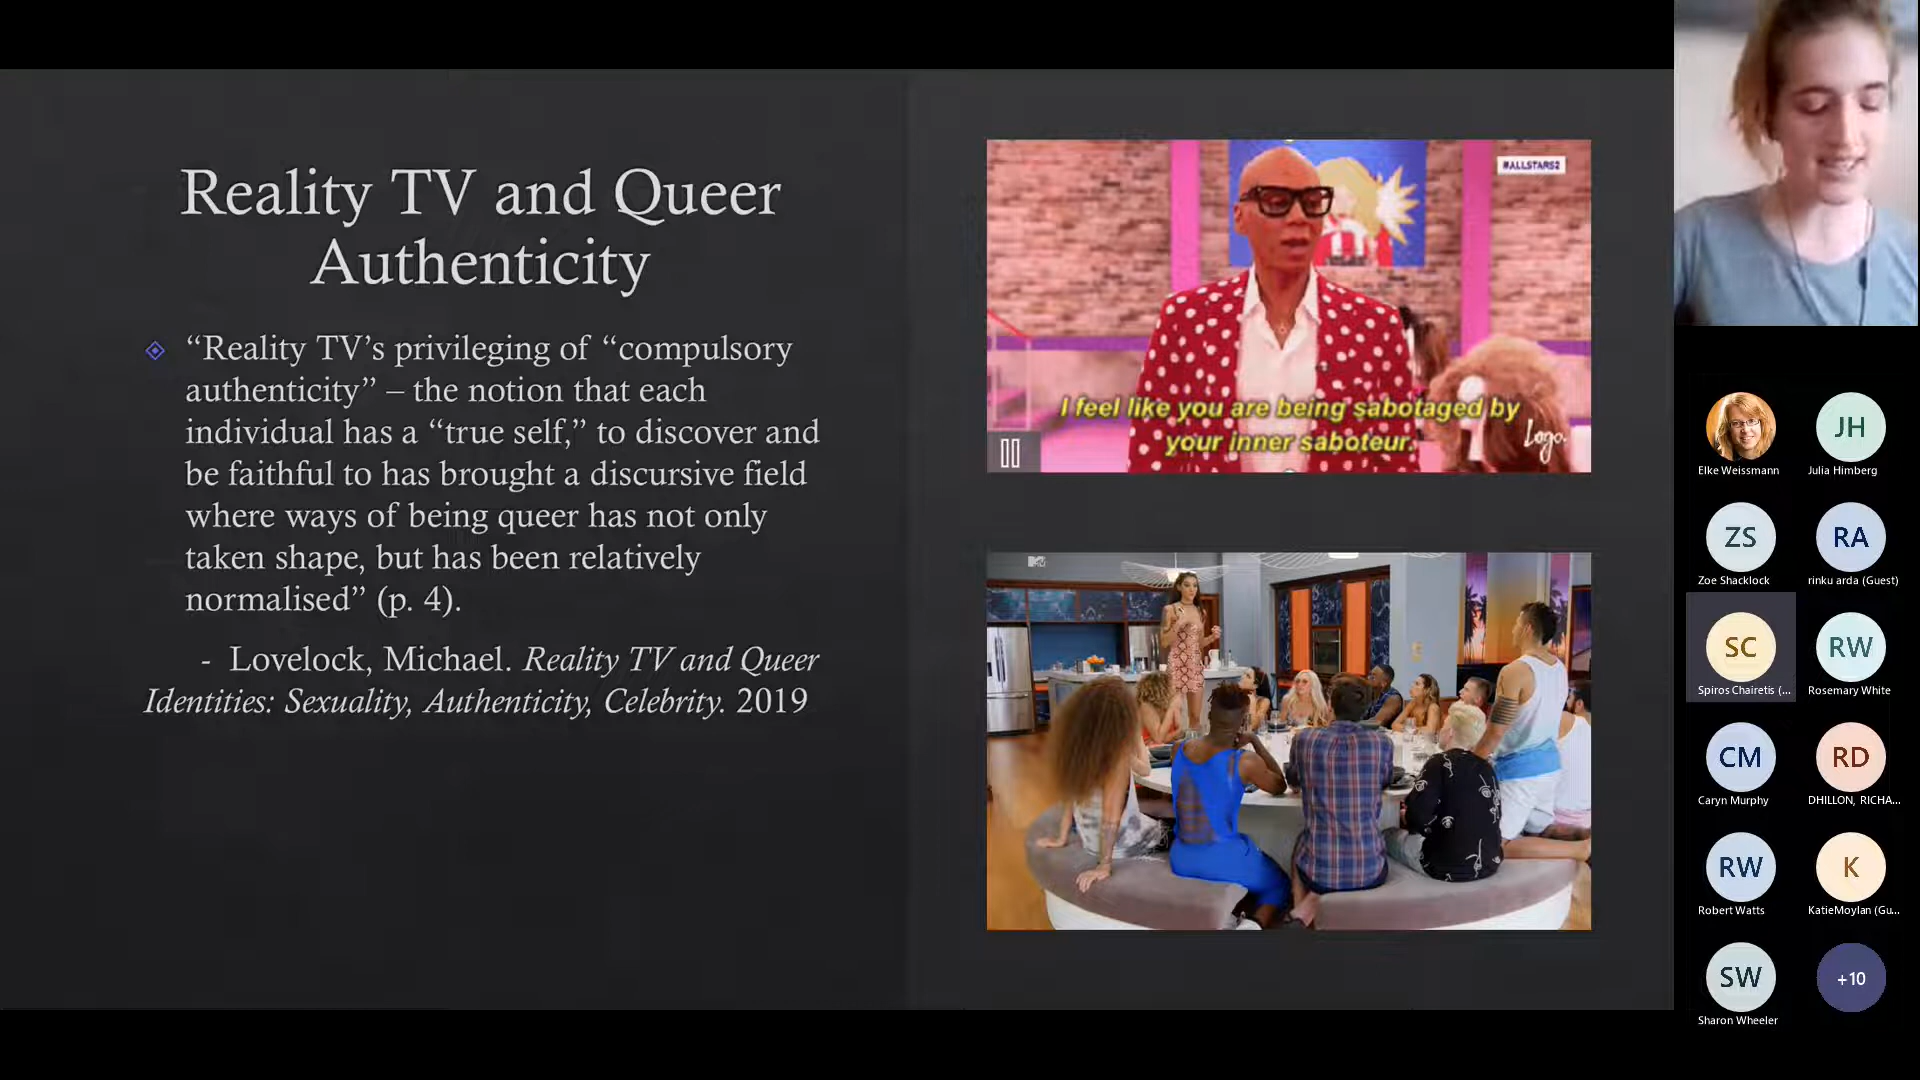 Reality TV and Queer
Authenticity
“Reality TV’s privileging of “compulsory
authenticity” – the notion that each
individual has a “true self,” to discover and
be faithful to has brought a discursive field
where ways of being queer has not only
taken shape, but has been relatively
normalised” (p. 4).
- Lovelock, Michael. Reality TV and Queer
Identities: Sexuality, Authenticity, Celebrity. 2019
#ALLSTARS2
I feel like you are being sabotaged by
your inner saboteur.
Logo.
Elke Weissmann
JH
Julia Himberg
ZS
Zoe Shacklock
RA
rinku arda (Guest)
SC
Spiros Chairetis (...
RW
Rosemary White
CM
Caryn Murphy
RD
DHILLON, RICHA...
RW
Robert Watts
K
KatieMoylan (Gu...
SW
Sharon Wheeler
+10